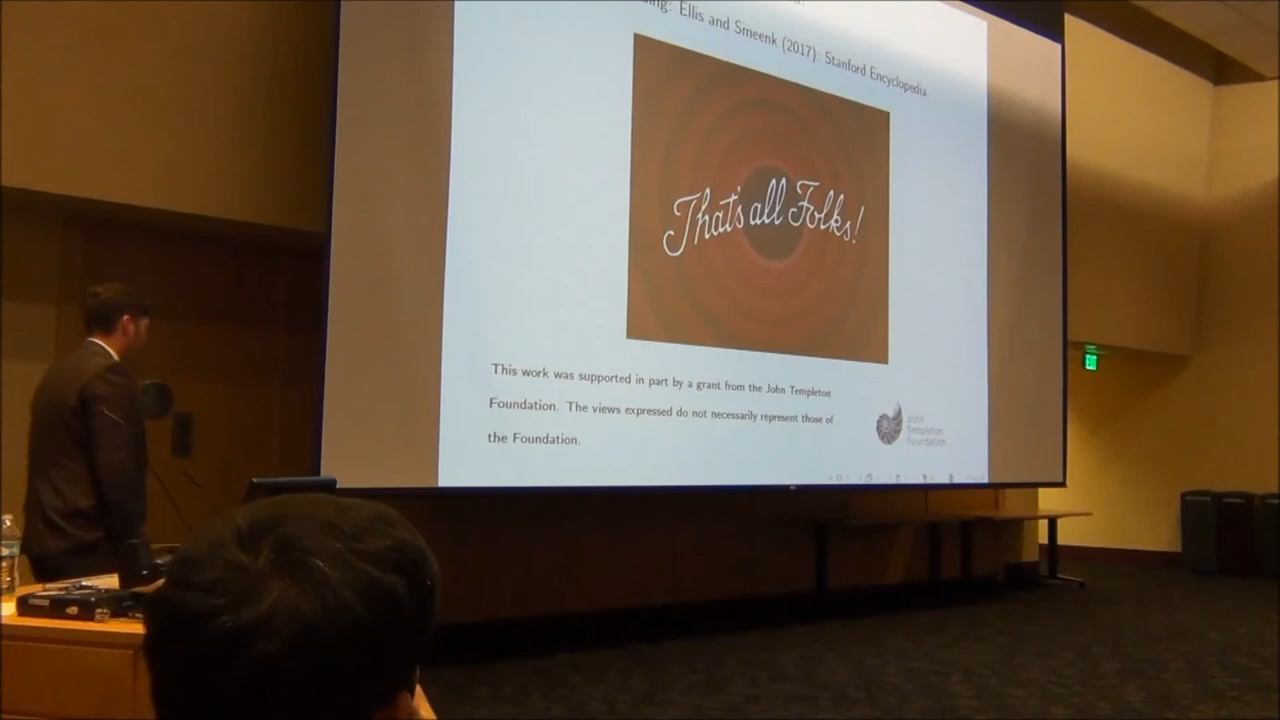 Ellis and Smeenk (2017): Stanford Encyclopedia.
That's all Folks!
This work was supported in part by a grant from the John Templeton
Foundation. The views expressed do not necessarily represent those of
the Foundation.
John
Templeton
Foundation
EXIT